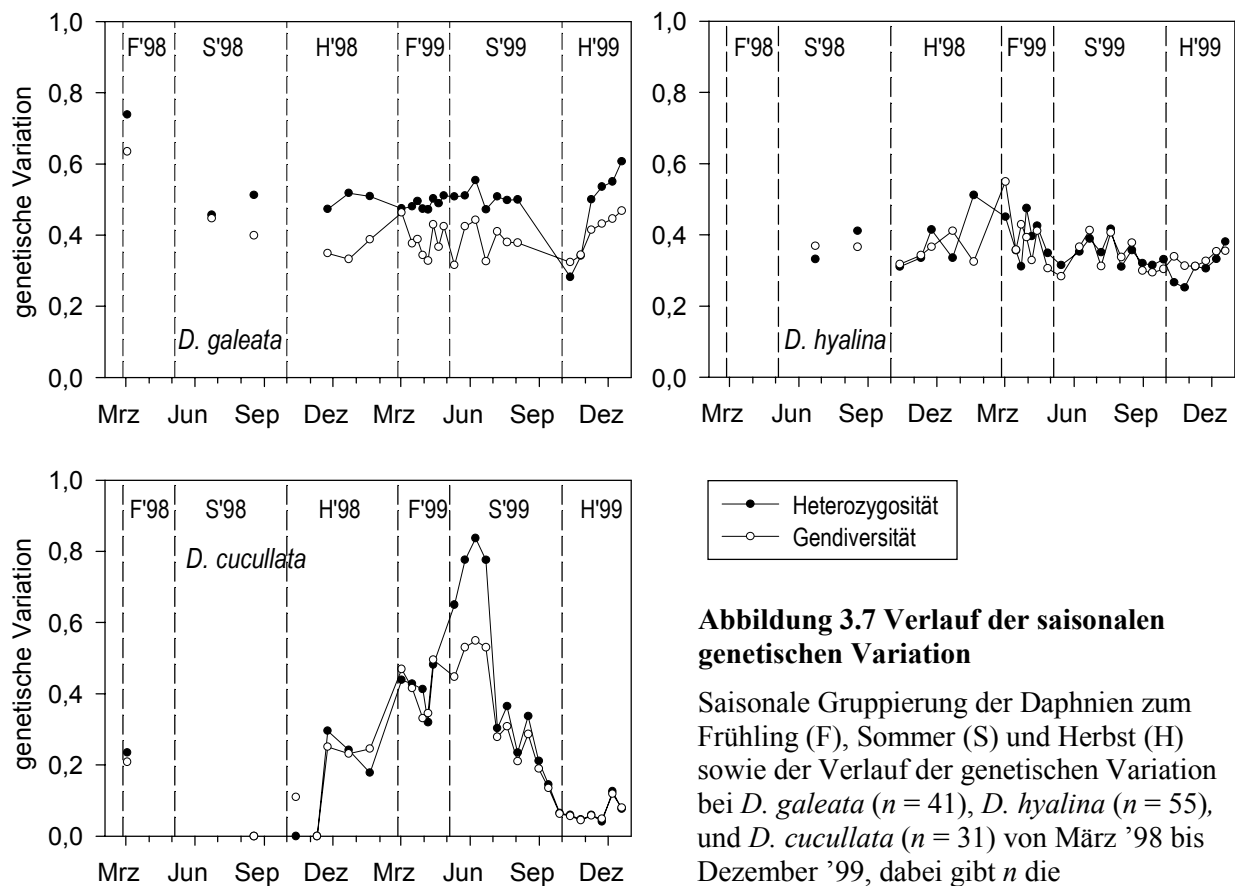 1,0
0,8
0,6
0,4
0,2
0,0
genetische Variation
F'98 S'98 H'98 F'99 S'99 H'99
D. galeata
Mrz Jun Sep Dez Mrz Jun Sep Dez
1,0
0,8
0,6
0,4
0,2
0,0
F'98 S'98 H'98 F'99 S'99 H'99
D. hyalina
Mrz Jun Sep Dez Mrz Jun Sep Dez
1,0
0,8
0,6
0,4
0,2
0,0
genetische Variation
F'98 S'98 H'98 F'99 S'99 H'99
D. cucullata
Mrz Jun Sep Dez Mrz Jun Sep Dez
Heterozygosität
Gendiversität
Abbildung 3.7 Verlauf der saisonalen
genetischen Variation
Saisonale Gruppierung der Daphnien zum
Frühling (F), Sommer (S) und Herbst (H)
sowie der Verlauf der genetischen Variation
bei D. galeata (n = 41), D. hyalina (n = 55),
und D. cucullata (n = 31) von März ’98 bis
Dezember ’99, dabei gibt n die